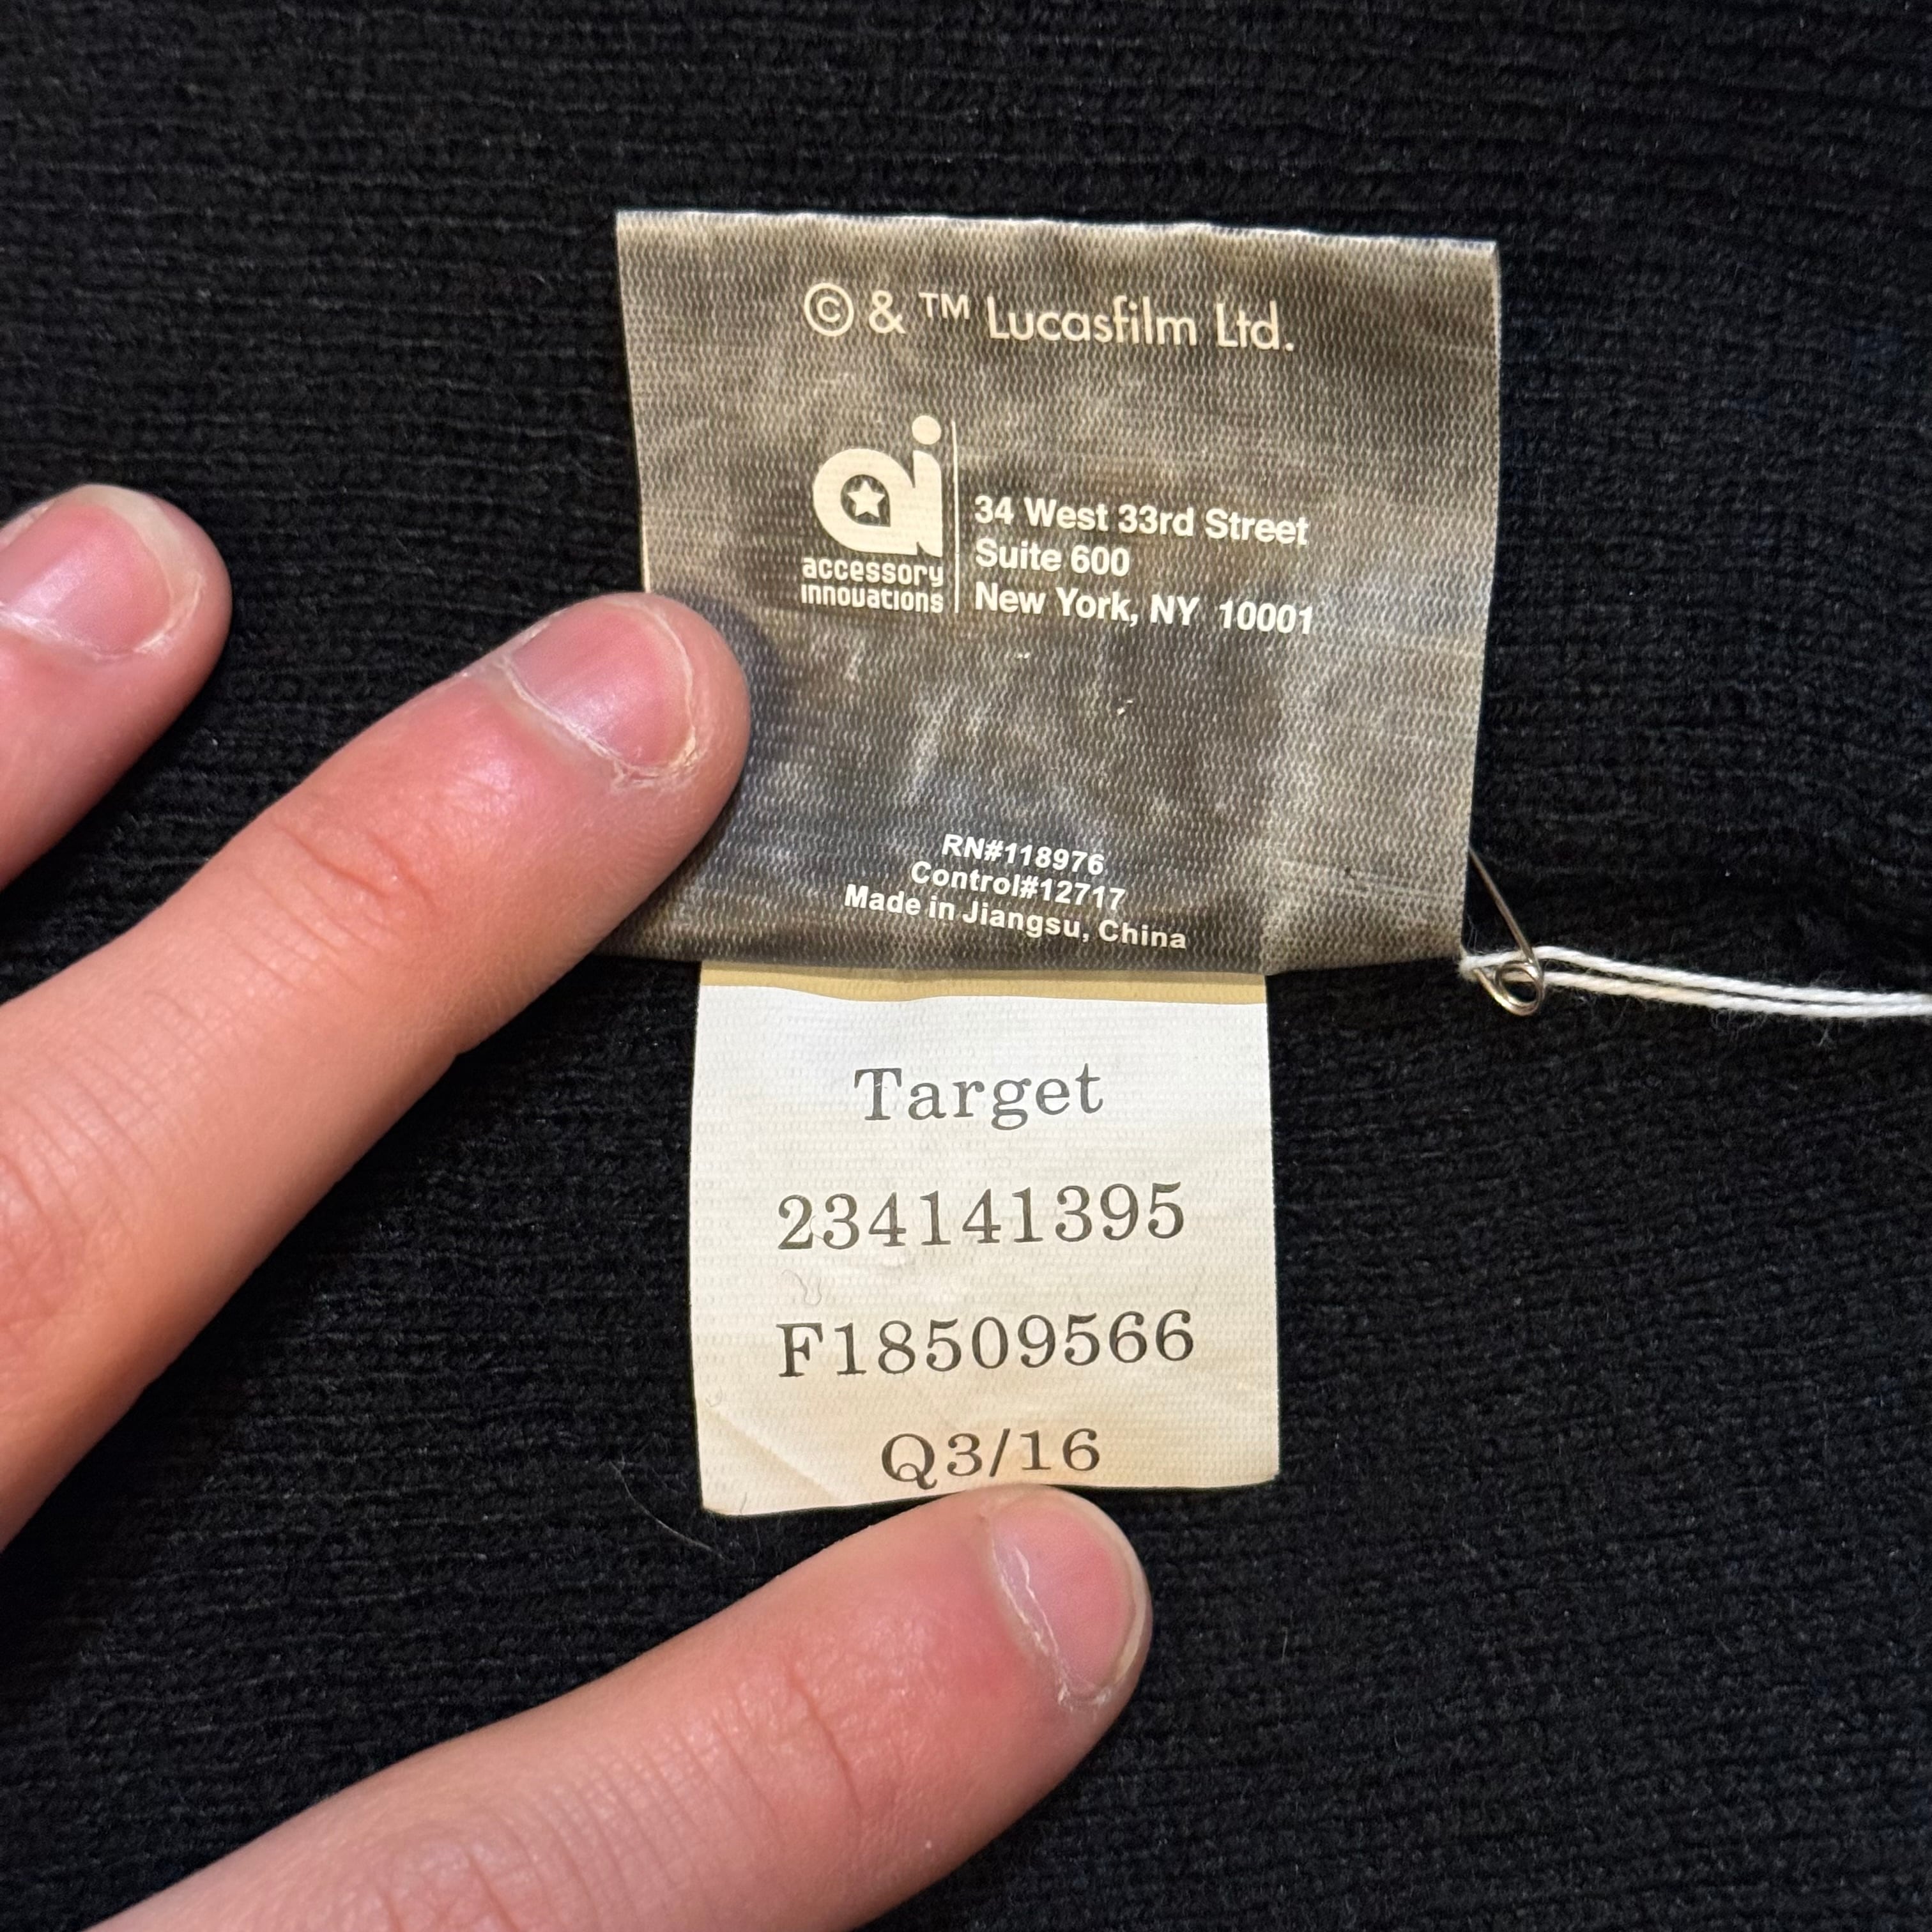 © & ™ Lucasfilm Ltd.
ai
accessory
innovations
34 West 33rd Street
Suite 600
New York, NY 10001
RN#118976
Control#12717
Made in Jiangsu, China
Target
234141395
F18509566
Q3/16